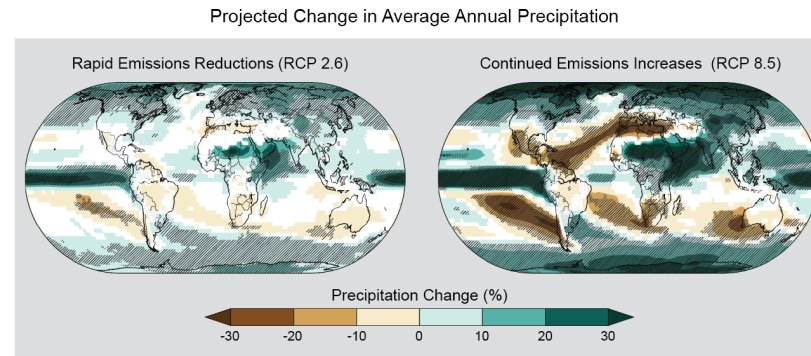 Projected Change in Average Annual Precipitation
Rapid Emissions Reductions (RCP 2.6)
Continued Emissions Increases (RCP 8.5)
Precipitation Change (%)
-30 -20 -10 0 10 20 30